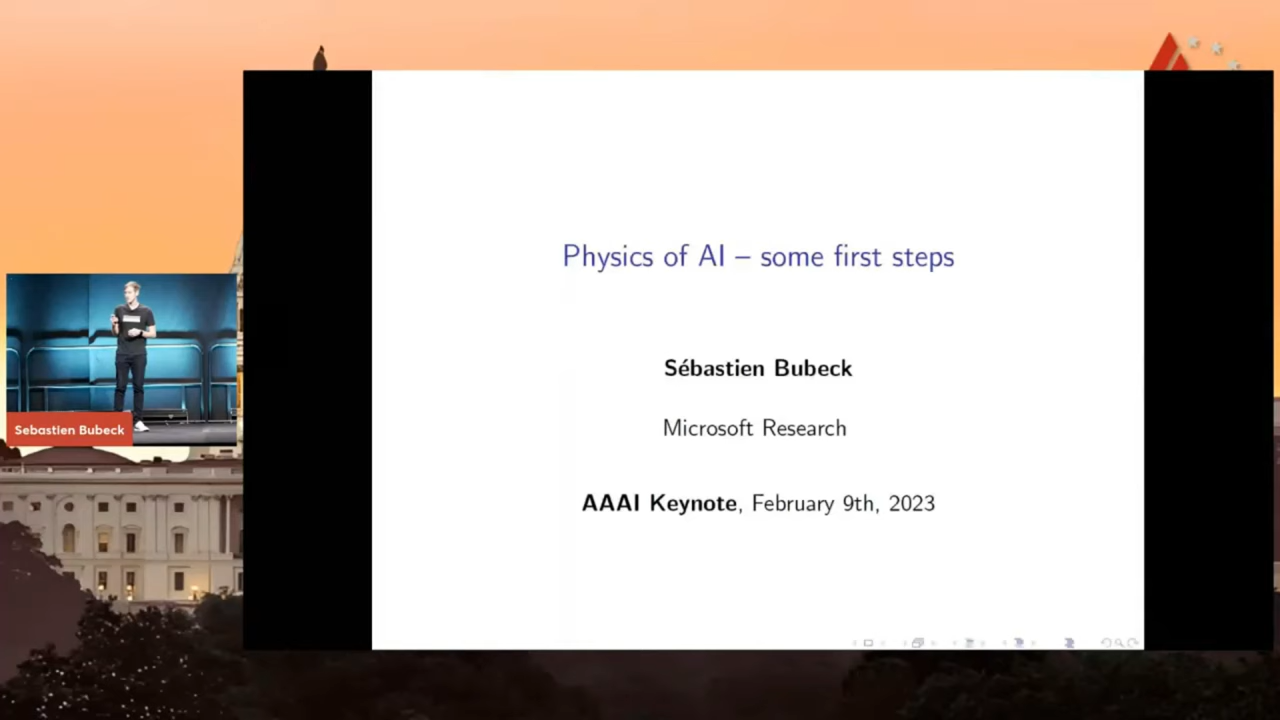 Physics of AI – some first steps
Sébastien Bubeck
Microsoft Research
AAAI Keynote, February 9th, 2023
Sebastien Bubeck